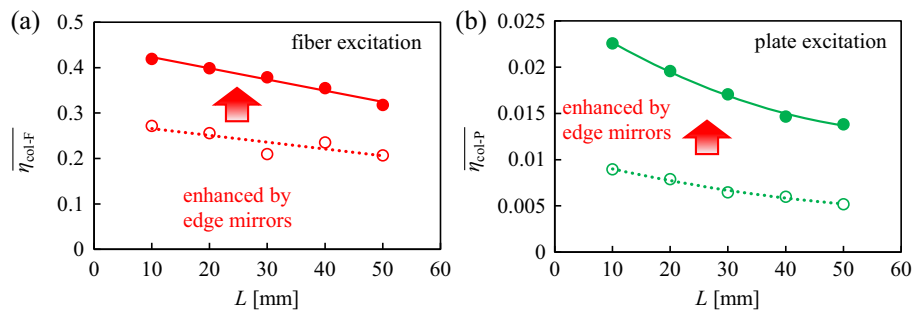 (a)
fiber excitation
0.5
0.4
0.3
0.2
0.1
0
η col-F
enhanced by
edge mirrors
0 10 20 30 40 50 60
L [mm]
(b)
plate excitation
0.025
0.02
0.015
0.01
0.005
0
η col-P
enhanced by
edge mirrors
0 10 20 30 40 50 60
L [mm]